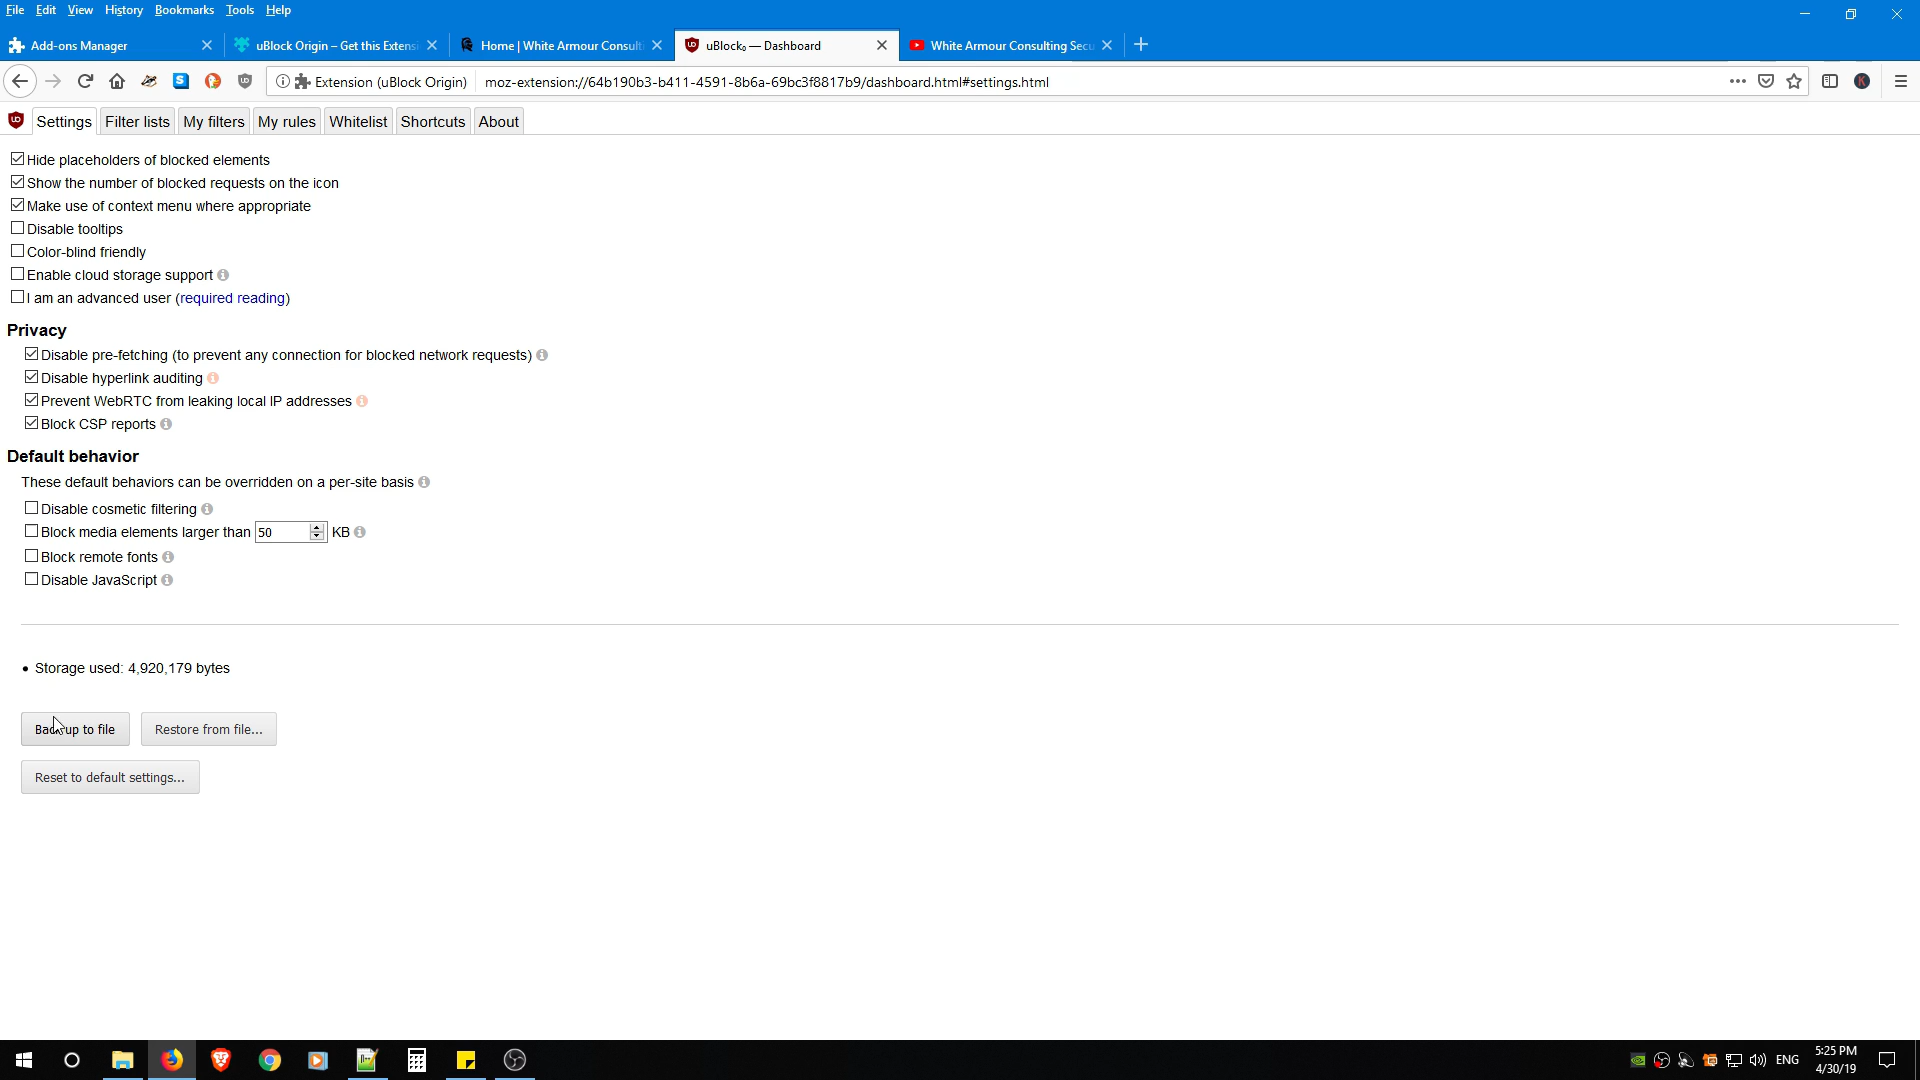 File Edit View History Bookmarks Tools Help
Add-ons Manager
uBlock Origin – Get this Extensi
Home | White Armour Consulti
uBlock₀ — Dashboard
White Armour Consulting Secu
Extension (uBlock Origin)
moz-extension://64b190b3-b411-4591-8b6a-69bc3f8817b9/dashboard.html#settings.html
Settings Filter lists My filters My rules Whitelist Shortcuts About
Hide placeholders of blocked elements
Show the number of blocked requests on the icon
Make use of context menu where appropriate
Disable tooltips
Color-blind friendly
Enable cloud storage support
I am an advanced user (required reading)
Privacy
Disable pre-fetching (to prevent any connection for blocked network requests)
Disable hyperlink auditing
Prevent WebRTC from leaking local IP addresses
Block CSP reports
Default behavior
These default behaviors can be overridden on a per-site basis
Disable cosmetic filtering
Block media elements larger than 50 KB
Block remote fonts
Disable JavaScript
• Storage used: 4,920,179 bytes
Back up to file Restore from file...
Reset to default settings...
ENG
5:25 PM
4/30/19